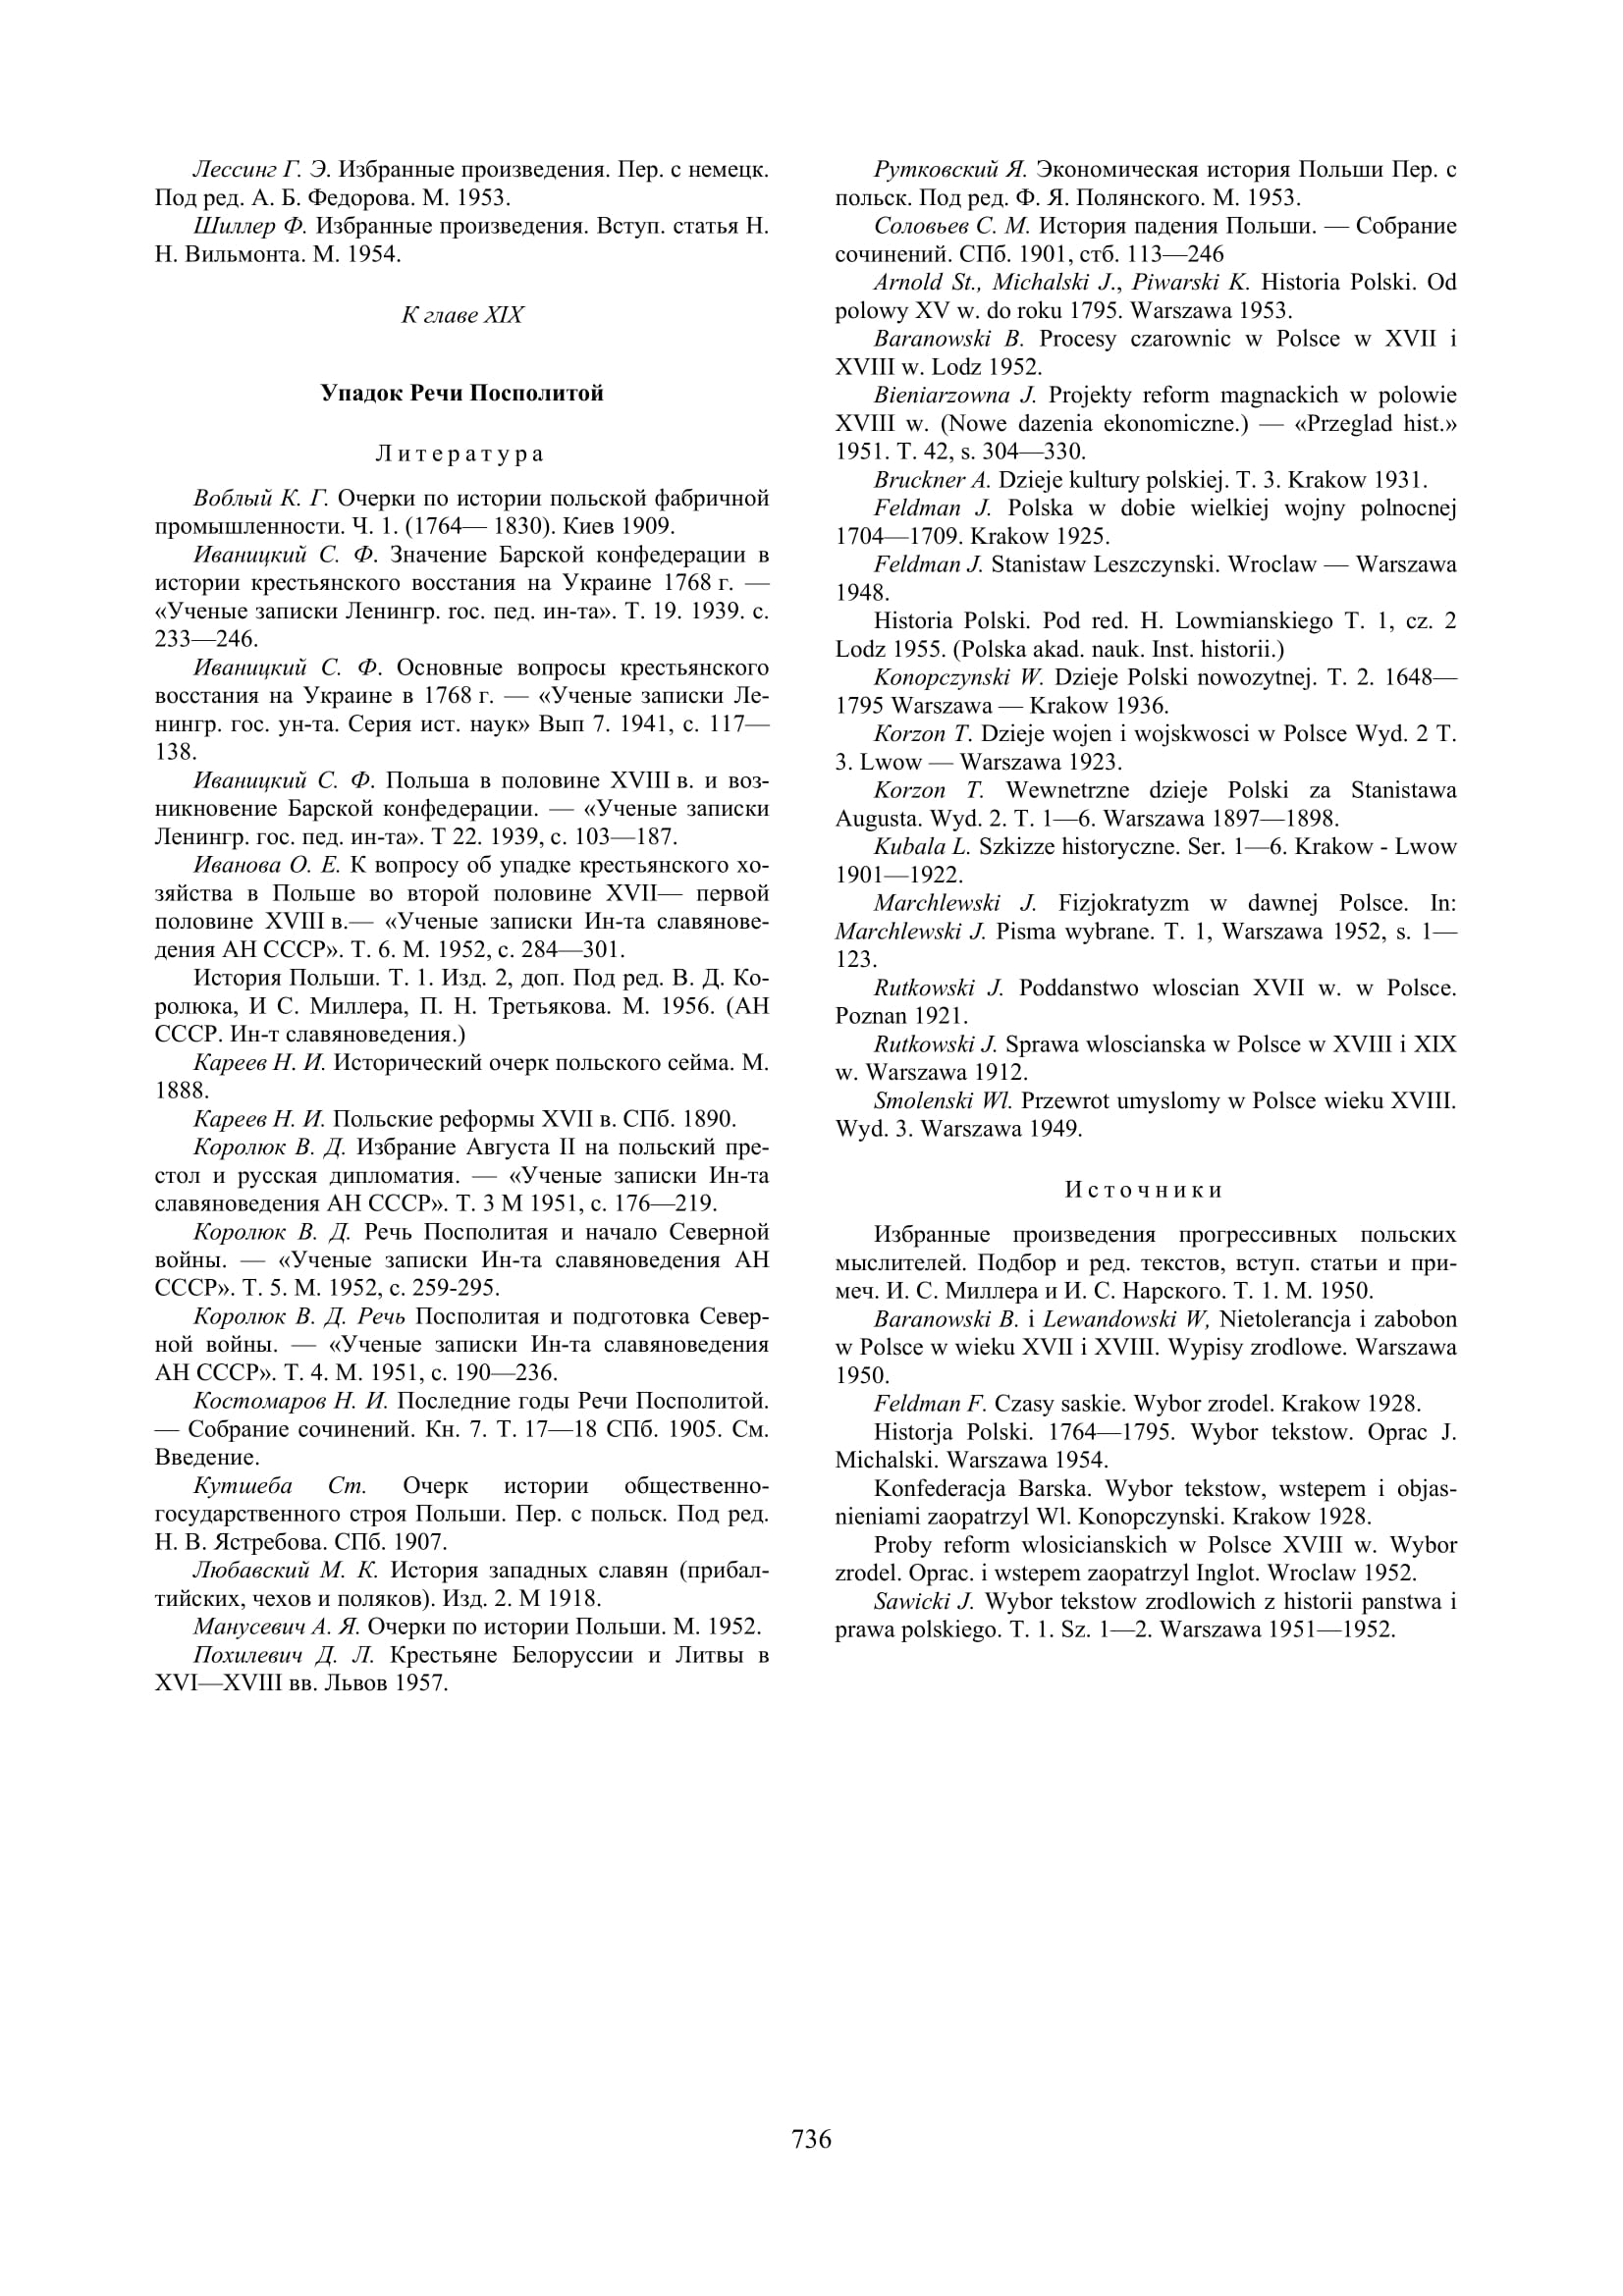 Лессинг Г. Э. Избранные произведения. Пер. с немецк.
Под ред. А. Б. Федорова. М. 1953.
Шиллер Ф. Избранные произведения. Вступ. статья Н.
Н. Вильмонта. М. 1954.
К главе XIX
Упадок Речи Посполитой
Литература
Воблый К. Г. Очерки по истории польской фабричной
промышленности. Ч. 1. (1764— 1830). Киев 1909.
Иваницкий С. Ф. Значение Барской конфедерации в
истории крестьянского восстания на Украине 1768 г. —
«Ученые записки Ленингр. гос. пед. ин-та». Т. 19. 1939. с.
233—246.
Иваницкий С. Ф. Основные вопросы крестьянского
восстания на Украине в 1768 г. — «Ученые записки Ле-
нингр. гос. ун-та. Серия ист. наук» Вып 7. 1941, с. 117—
138.
Иваницкий С. Ф. Польша в половине XVIII в. и воз-
никновение Барской конфедерации. — «Ученые записки
Ленингр. гос. пед. ин-та». Т 22. 1939, с. 103—187.
Иванова О. Е. К вопросу об упадке крестьянского хо-
зяйства в Польше во второй половине XVII— первой
половине XVIII в.— «Ученые записки Ин-та славянове-
дения АН СССР». Т. 6. М. 1952, с. 284—301.
История Польши. Т. 1. Изд. 2, доп. Под ред. В. Д. Ко-
ролюка, И С. Миллера, П. Н. Третьякова. М. 1956. (АН
СССР. Ин-т славяноведения.)
Кареев Н. И. Исторический очерк польского сейма. М.
1888.
Кареев Н. И. Польские реформы XVII в. СПб. 1890.
Королюк В. Д. Избрание Августа II на польский пре-
стол и русская дипломатия. — «Ученые записки Ин-та
славяноведения АН СССР». Т. 3 М 1951, с. 176—219.
Королюк В. Д. Речь Посполитая и начало Северной
войны. — «Ученые записки Ин-та славяноведения АН
СССР». Т. 5. М. 1952, с. 259-295.
Королюк В. Д. Речь Посполитая и подготовка Север-
ной войны. — «Ученые записки Ин-та славяноведения
АН СССР». Т. 4. М. 1951, с. 190—236.
Костомаров Н. И. Последние годы Речи Посполитой.
— Собрание сочинений. Кн. 7. Т. 17—18 СПб. 1905. См.
Введение.
Кутшеба Ст. Очерк истории общественно-
государственного строя Польши. Пер. с польск. Под ред.
Н. В. Ястребова. СПб. 1907.
Любавский М. К. История западных славян (прибал-
тийских, чехов и поляков). Изд. 2. М 1918.
Манусевич А. Я. Очерки по истории Польши. М. 1952.
Похилевич Д. Л. Крестьяне Белоруссии и Литвы в
XVI—XVIII вв. Львов 1957.
Рутковский Я. Экономическая история Польши Пер. с
польск. Под ред. Ф. Я. Полянского. М. 1953.
Соловьев С. М. История падения Польши. — Собрание
сочинений. СПб. 1901, стб. 113—246
Arnold St., Michalski J., Piwarski K. Historia Polski. Od
polowy XV w. do roku 1795. Warszawa 1953.
Baranowski B. Procesy czarownic w Polsce w XVII i
XVIII w. Lodz 1952.
Bieniarzowna J. Projekty reform magnackich w polowie
XVIII w. (Nowe dazenia ekonomiczne.) — «Przeglad hist.»
1951. T. 42, s. 304—330.
Bruckner A. Dzieje kultury polskiej. T. 3. Krakow 1931.
Feldman J. Polska w dobie wielkiej wojny polnocnej
1704—1709. Krakow 1925.
Feldman J. Stanistaw Leszczynski. Wroclaw — Warszawa
1948.
Historia Polski. Pod red. H. Lowmianskiego T. 1, cz. 2
Lodz 1955. (Polska akad. nauk. Inst. historii.)
Konopczynski W. Dzieje Polski nowozytnej. T. 2. 1648—
1795 Warszawa — Krakow 1936.
Korzon T. Dzieje wojen i wojskwosci w Polsce Wyd. 2 T.
3. Lwow — Warszawa 1923.
Korzon T. Wewnetrzne dzieje Polski za Stanistawa
Augusta. Wyd. 2. T. 1—6. Warszawa 1897—1898.
Kubala L. Szkizze historyczne. Ser. 1—6. Krakow - Lwow
1901—1922.
Marchlewski J. Fizjokratyzm w dawnej Polsce. In:
Marchlewski J. Pisma wybrane. T. 1, Warszawa 1952, s. 1—
123.
Rutkowski J. Poddanstwo wloscian XVII w. w Polsce.
Poznan 1921.
Rutkowski J. Sprawa wloscianska w Polsce w XVIII i XIX
w. Warszawa 1912.
Smolenski Wl. Przewrot umyslomy w Polsce wieku XVIII.
Wyd. 3. Warszawa 1949.
Источники
Избранные произведения прогрессивных польских
мыслителей. Подбор и ред. текстов, вступ. статьи и при-
меч. И. С. Миллера и И. С. Нарского. Т. 1. М. 1950.
Baranowski B. i Lewandowski W, Nietolerancja i zabobon
w Polsce w wieku XVII i XVIII. Wypisy zrodlowe. Warszawa
1950.
Feldman F. Czasy saskie. Wybor zrodel. Krakow 1928.
Historja Polski. 1764—1795. Wybor tekstow. Oprac J.
Michalski. Warszawa 1954.
Konfederacja Barska. Wybor tekstow, wstepem i objas-
nieniami zaopatrzyl Wl. Konopczynski. Krakow 1928.
Proby reform wlosicianskich w Polsce XVIII w. Wybor
zrodel. Oprac. i wstepem zaopatrzyl Inglot. Wroclaw 1952.
Sawicki J. Wybor tekstow zrodlowich z historii panstwa i
prawa polskiego. T. 1. Sz. 1—2. Warszawa 1951—1952.
736